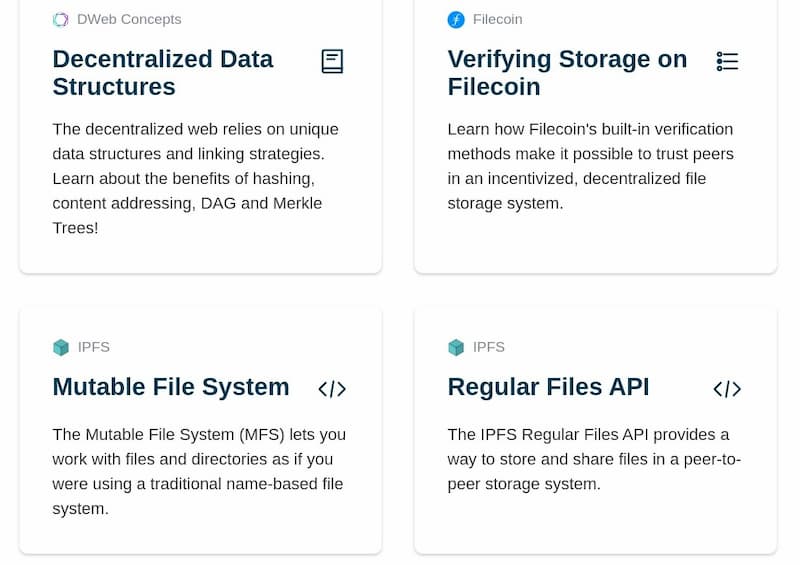 DWeb Concepts
Decentralized Data
Structures
The decentralized web relies on unique
data structures and linking strategies.
Learn about the benefits of hashing,
content addressing, DAG and Merkle
Trees!
Filecoin
Verifying Storage on
Filecoin
Learn how Filecoin's built-in verification
methods make it possible to trust peers
in an incentivized, decentralized file
storage system.
IPFS
Mutable File System
The Mutable File System (MFS) lets you
work with files and directories as if you
were using a traditional name-based file
system.
IPFS
Regular Files API
The IPFS Regular Files API provides a
way to store and share files in a peer-to-
peer storage system.